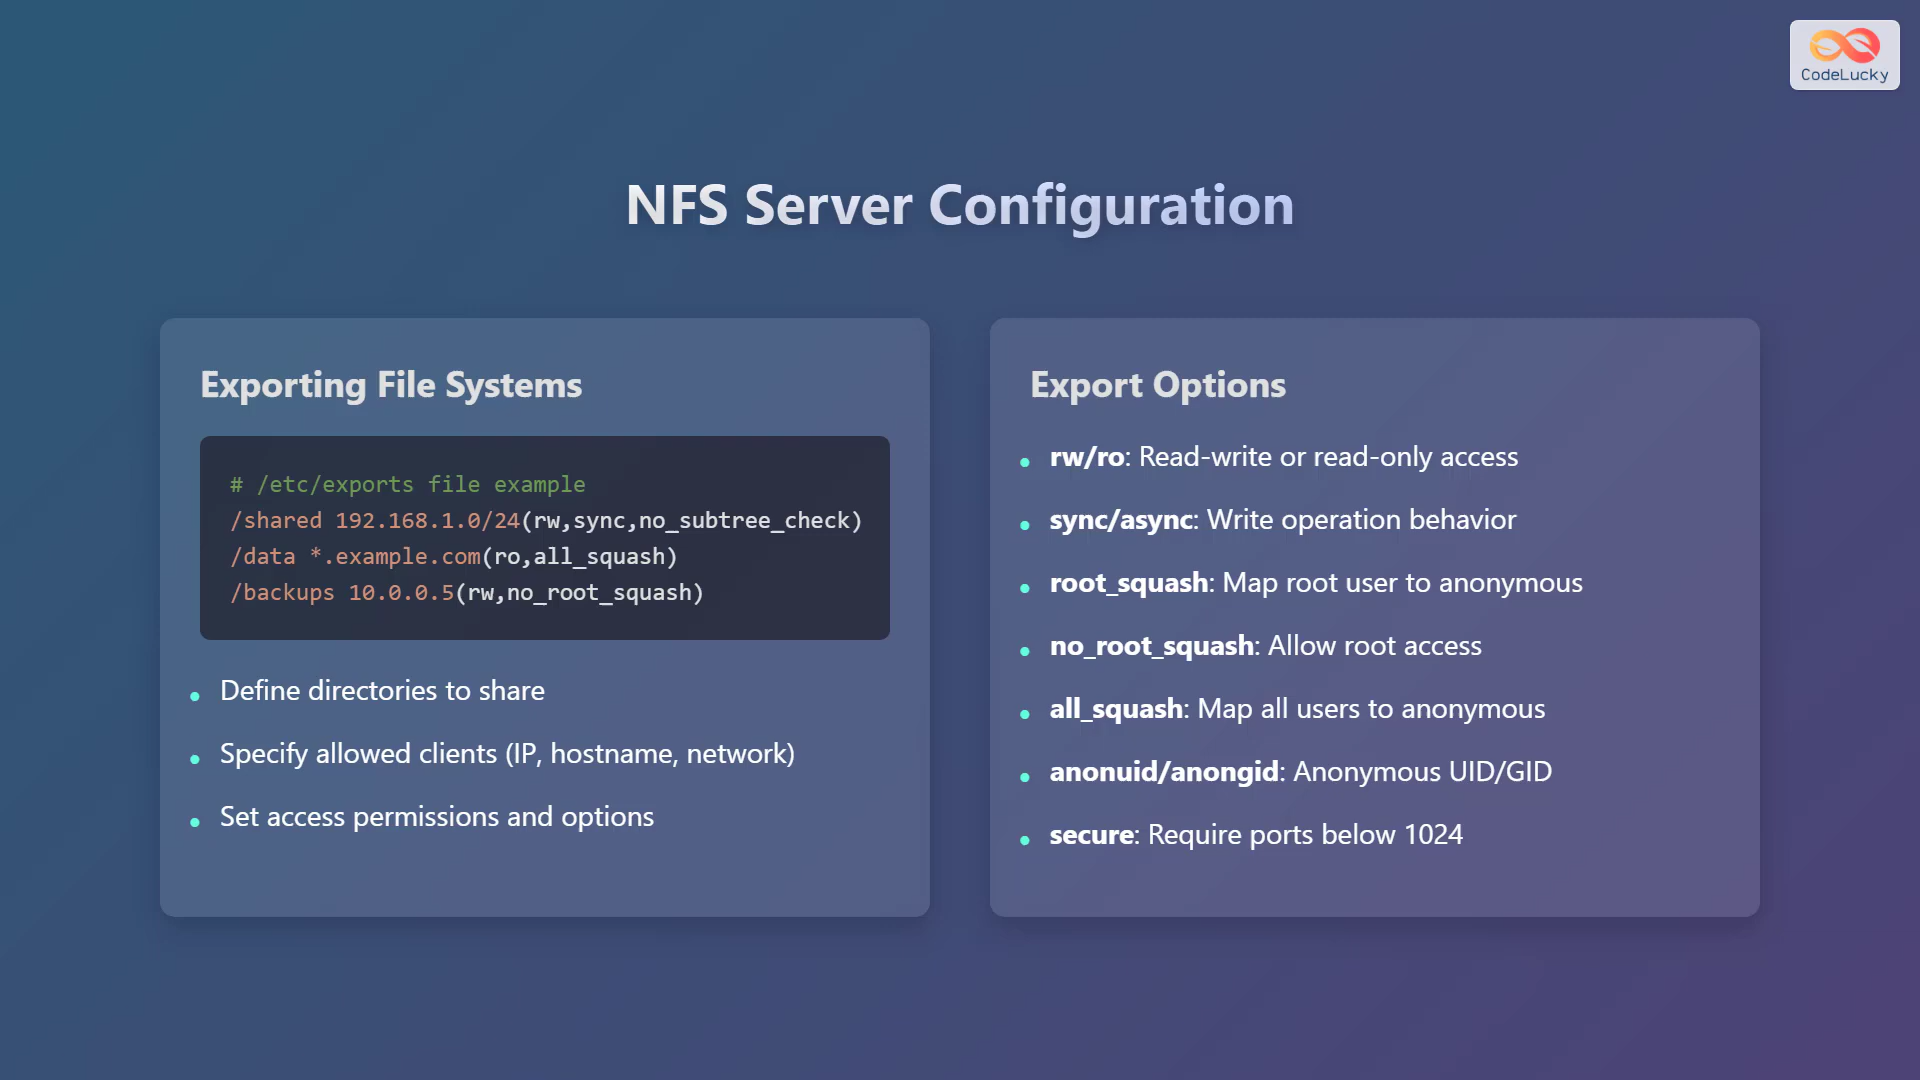 CodeLucky
NFS Server Configuration
Exporting File Systems
# /etc/exports file example
/shared 192.168.1.0/24(rw,sync,no_subtree_check)
/data *.example.com(ro,all_squash)
/backups 10.0.0.5(rw,no_root_squash)
Define directories to share
Specify allowed clients (IP, hostname, network)
Set access permissions and options
Export Options
rw/ro: Read-write or read-only access
sync/async: Write operation behavior
root_squash: Map root user to anonymous
no_root_squash: Allow root access
all_squash: Map all users to anonymous
anonuid/anongid: Anonymous UID/GID
secure: Require ports below 1024